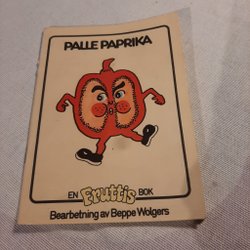 PALLE PAPRIKA
EN Fruttis BOK
Bearbetning av Beppe Wolgers